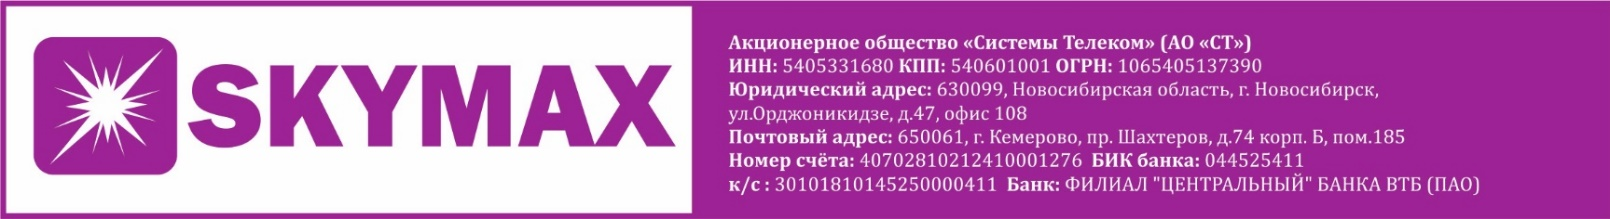 SKYMAX
Акционерное общество «Системы Телеком» (АО «СТ»)
ИНН: 5405331680 КПП: 540601001 ОГРН: 1065405137390
Юридический адрес: 630099, Новосибирская область, г. Новосибирск,
ул.Орджоникидзе, д.47, офис 108
Почтовый адрес: 650061, г. Кемерово, пр. Шахтеров, д.74 корп. Б, пом.185
Номер счёта: 40702810212410001276 БИК банка: 044525411
к/с : 30101810145250000411 Банк: ФИЛИАЛ "ЦЕНТРАЛЬНЫЙ" БАНКА ВТБ (ПАО)